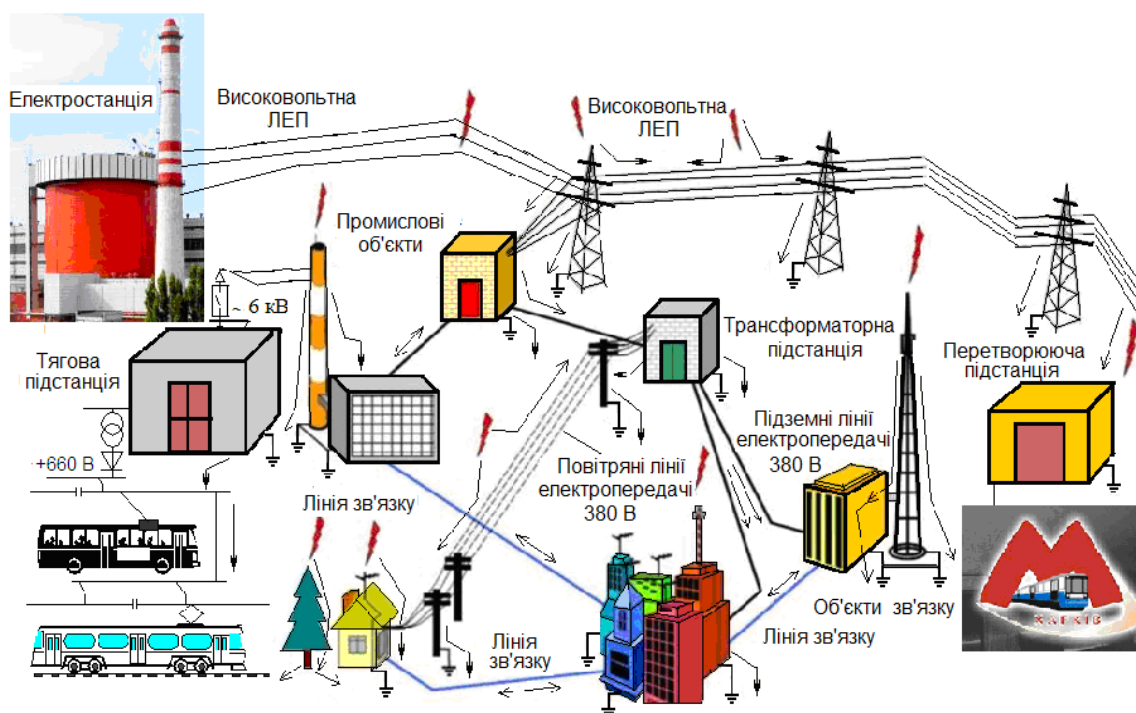 Електростанція
Високовольтна
ЛЕП
Високовольтна
ЛЕП
Промислові
об'єкти
~ 6 кВ
Тягова
підстанція
Трансформаторна
підстанція
Перетворююча
підстанція
+660 В
Підземні лінії
електропередачі
380 В
Повітряні лінії
електропередачі
380 В
Лінія зв'язку
Об'єкти зв'язку
Лінія
зв'язку
Лінія зв'язку
ХАРКІВ